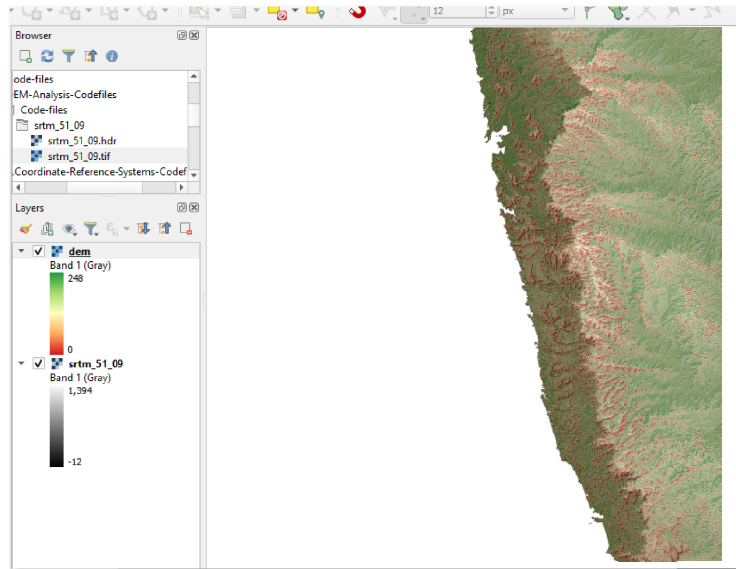 12
px
Browser
ode-files
EM-Analysis-Codefiles
Code-files
srtm_51_09
srtm_51_09.hdr
srtm_51_09.tif
.Coordinate-Reference-Systems-Codef
Layers
dem
Band 1 (Gray)
248
0
srtm_51_09
Band 1 (Gray)
1,394
-12